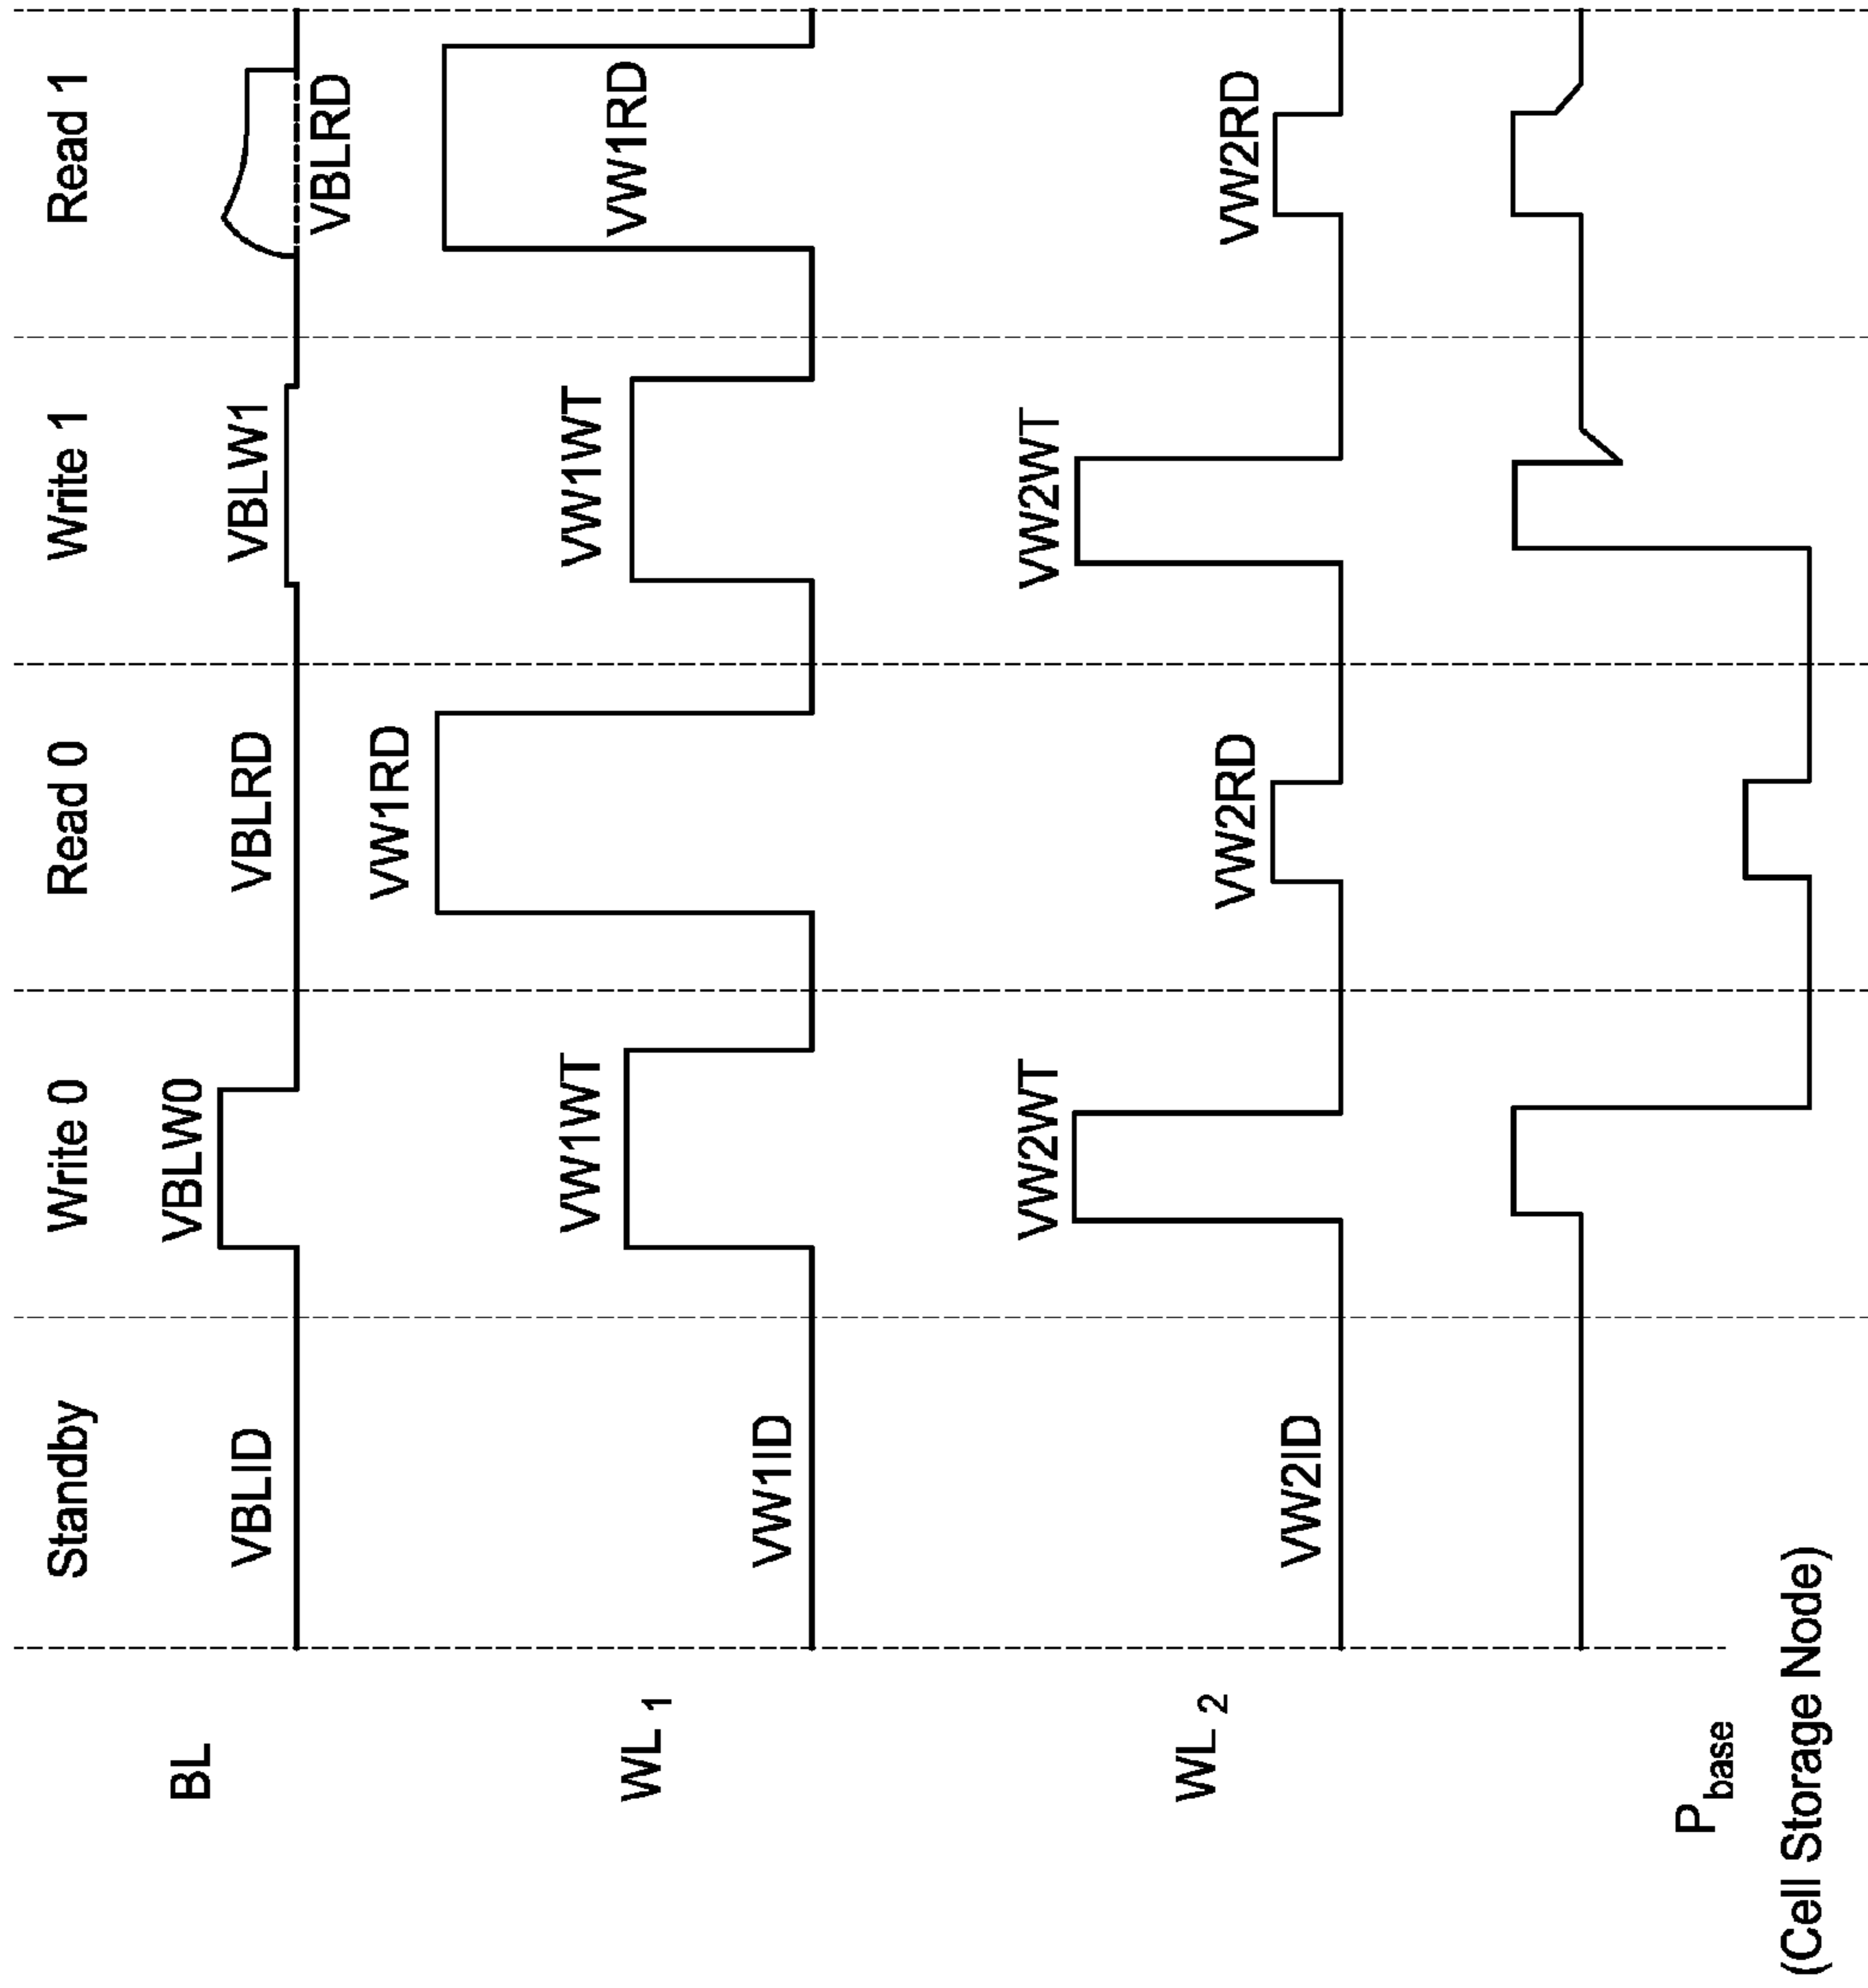 Standby Write 0 Read 0 Write 1 Read 1
BL VBLID VBLW0 VBLRD VBLW1 VBLRD
WL 1 VW1ID VW1WT VW1RD VW1WT VW1RD
WL 2 VW2ID VW2WT VW2RD VW2WT VW2RD
Pbase
(Cell Storage Node)